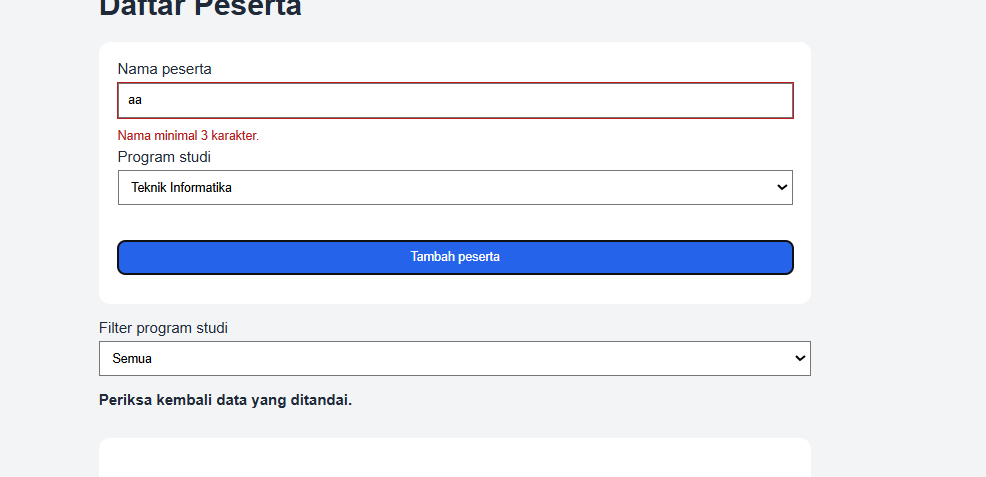 Daftar Peserta
Nama peserta
aa
Nama minimal 3 karakter.
Program studi
Teknik Informatika
Tambah peserta
Filter program studi
Semua
Periksa kembali data yang ditandai.